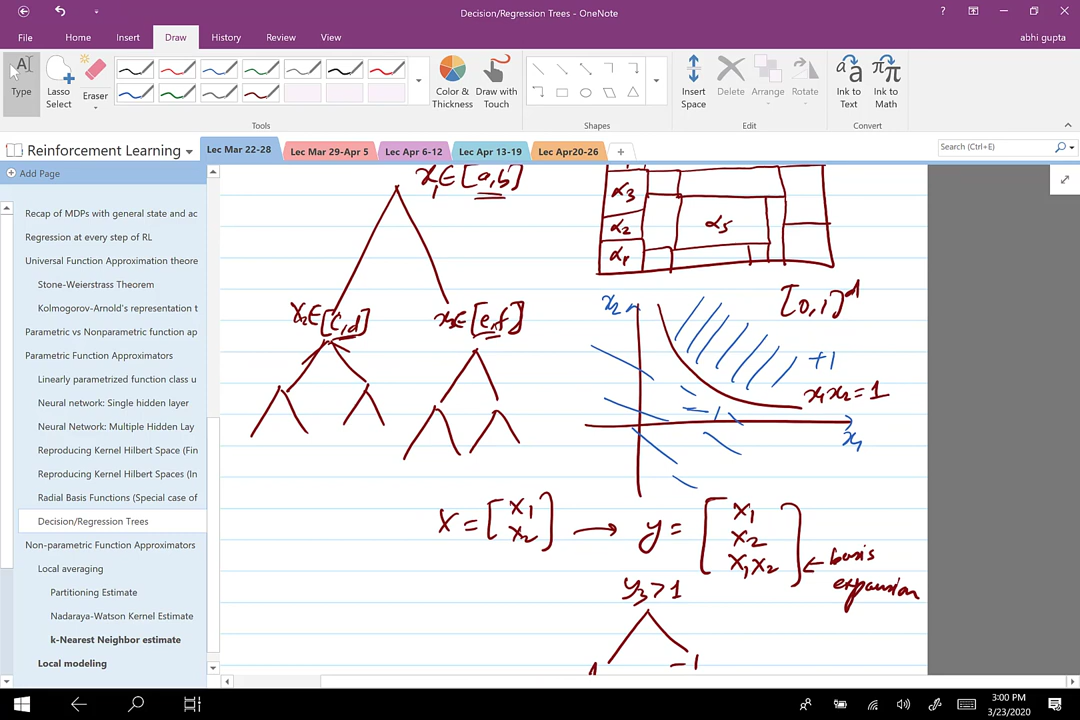 Decision/Regression Trees - OneNote
File Home Insert Draw History Review View
abhi gupta
Type
Lasso Select
Eraser
Color & Thickness
Draw with Touch
Insert Space
Delete
Arrange
Rotate
Ink to Text
Ink to Math
Tools
Shapes
Edit
Convert
Reinforcement Learning
Lec Mar 22-28
Lec Mar 29-Apr 5
Lec Apr 6-12
Lec Apr 13-19
Lec Apr20-26
Search (Ctrl+E)
Add Page
Recap of MDPs with general state and ac
Regression at every step of RL
Universal Function Approximation theore
Stone-Weierstrass Theorem
Kolmogorov-Arnold's representation t
Parametric vs Nonparametric function ap
Parametric Function Approximators
Linearly parametrized function class u
Neural network: Single hidden layer
Neural Network: Multiple Hidden Lay
Reproducing Kernel Hilbert Space (Fin
Reproducing Kernel Hilbert Spaces (In
Radial Basis Functions (Special case of
Decision/Regression Trees
Non-parametric Function Approximators
Local averaging
Partitioning Estimate
Nadaraya-Watson Kernel Estimate
k-Nearest Neighbor estimate
Local modeling
x₁ ∈ [a,b]
x₂ ∈ [c,d]
x₃ ∈ [e,f]
α₃
α₂
α₁
α₅
[0,1]ᵈ
x₂
+1
x₁x₂ = 1
-1
x₁
X = [x₁ x₂] → y = [x₁ x₂ x₁x₂] ← basis expansion
y₃ > 1
1
-1
3:00 PM
3/23/2020